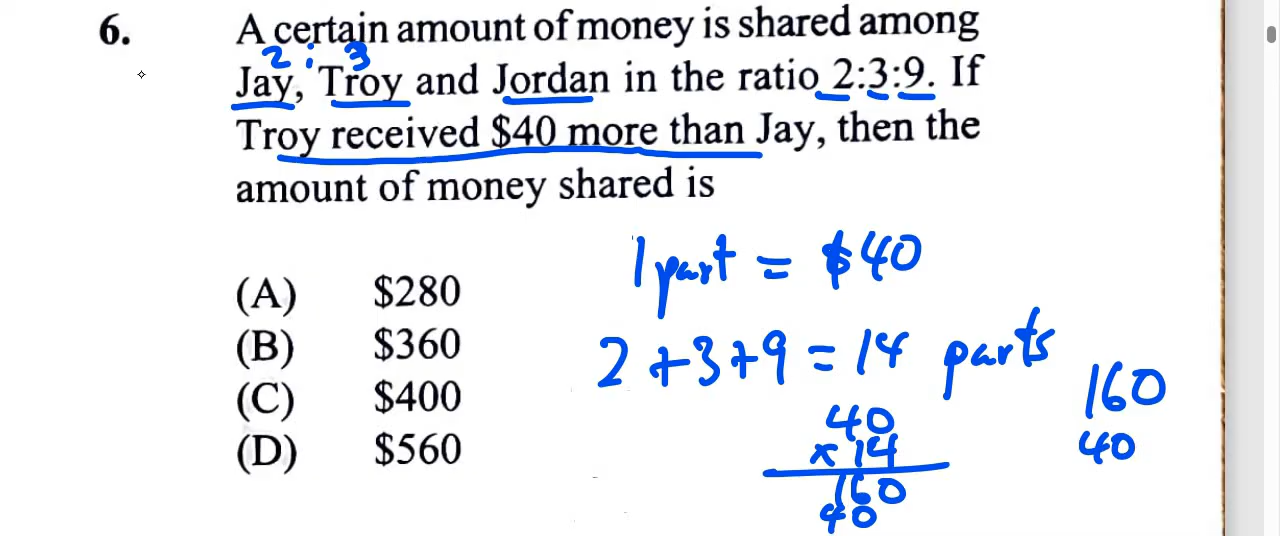 6. A certain amount of money is shared among
2 : 3
Jay, Troy and Jordan in the ratio 2:3:9. If
Troy received $40 more than Jay, then the
amount of money shared is
1 part = $40
(A) $280
(B) $360
2 + 3 + 9 = 14 parts
(C) $400
(D) $560
40
x 14
160
40
160
40